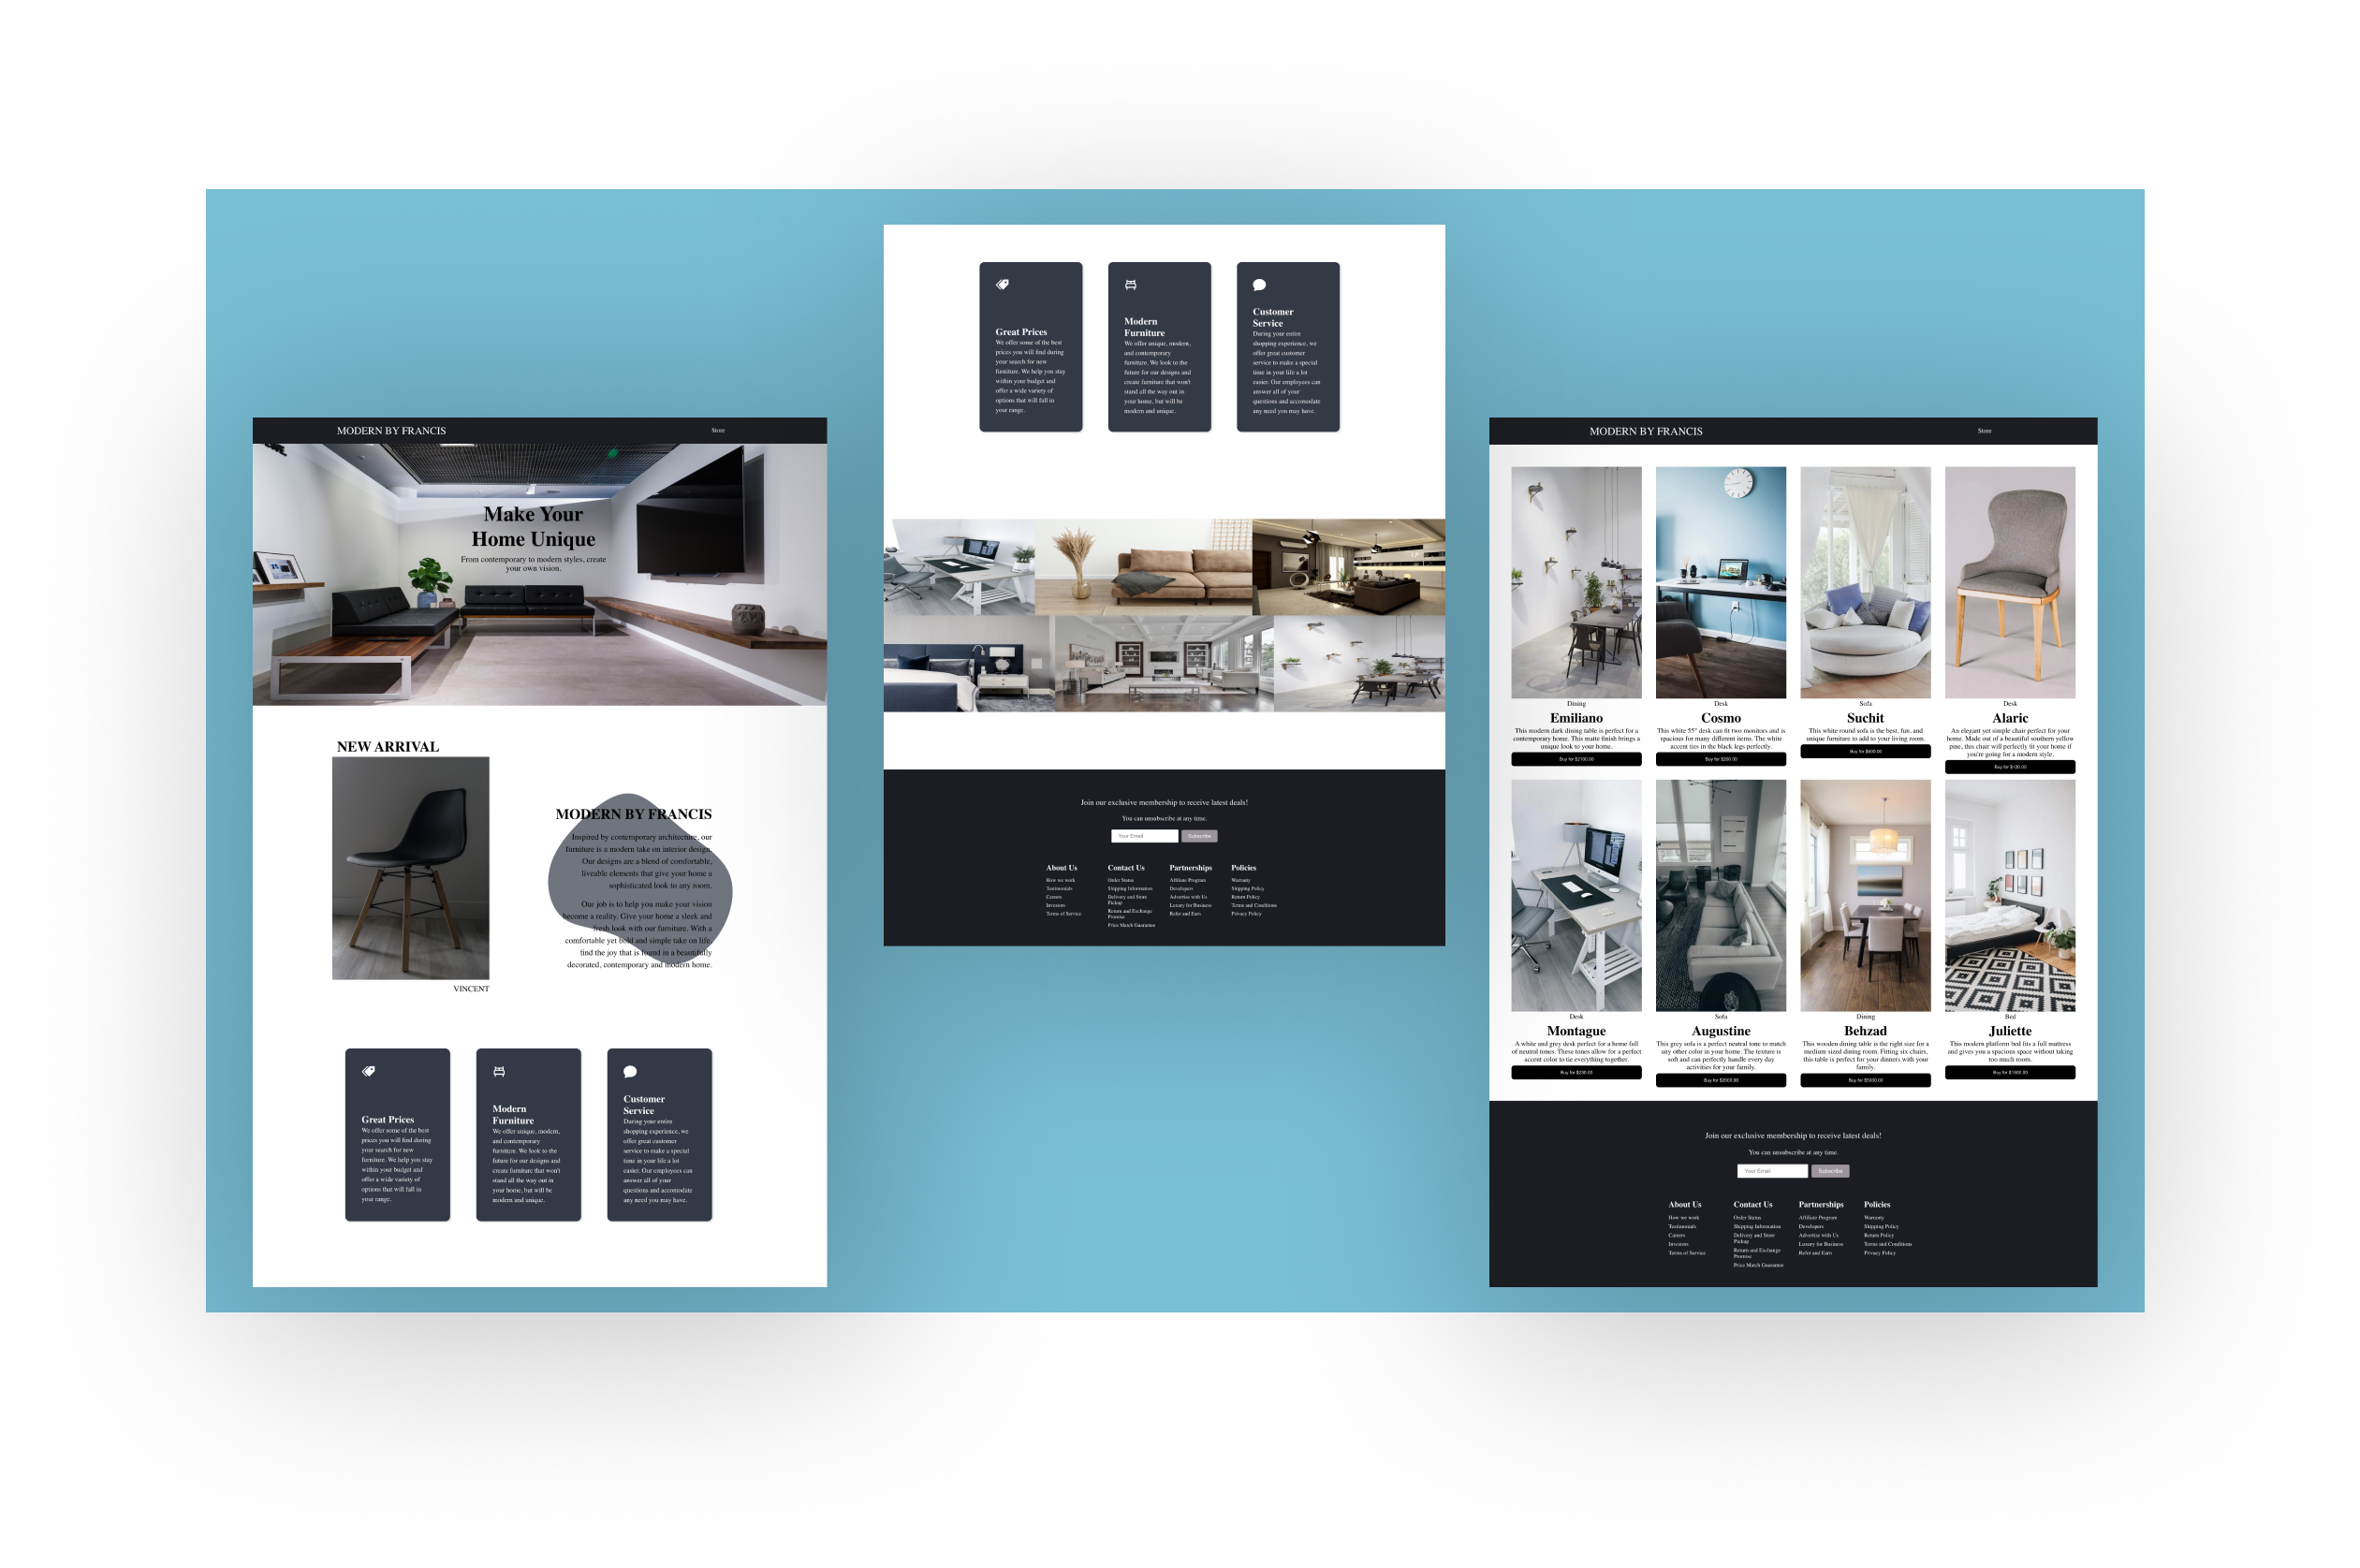 MODERN BY FRANCIS
Store
Make Your
Home Unique
From contemporary to modern styles, create
your own vision.
NEW ARRIVAL
VINCENT
MODERN BY FRANCIS
Inspired by contemporary architecture, our
furniture is a modern take on interior design.
Our designs are a blend of comfortable,
liveable elements that give your home a
sophisticated look to any room.
Our job is to help you make your vision
become a reality. Give your home a sleek and
fresh look with our furniture. With a
comfortable yet bold and simple take on life,
find the joy that is found in a beautifully
decorated, contemporary and modern home.
Great Prices
We offer some of the best
prices you will find during
your search for new
furniture. We help you stay
within your budget and
offer a wide variety of
options that will fall in
your range.
Modern
Furniture
We offer unique, modern,
and contemporary
furniture. We look to the
future for our designs and
create furniture that won't
stand all the way out in
your home, but will be
modern and unique.
Customer
Service
During your entire
shopping experience, we
offer great customer
service to make a special
time in your life a lot
easier. Our employees can
answer all of your
questions and accomodate
any need you may have.
Great Prices
We offer some of the best
prices you will find during
your search for new
furniture. We help you stay
within your budget and
offer a wide variety of
options that will fall in
your range.
Modern
Furniture
We offer unique, modern,
and contemporary
furniture. We look to the
future for our designs and
create furniture that won't
stand all the way out in
your home, but will be
modern and unique.
Customer
Service
During your entire
shopping experience, we
offer great customer
service to make a special
time in your life a lot
easier. Our employees can
answer all of your
questions and accomodate
any need you may have.
Join our exclusive membership to receive latest deals!
You can unsubscribe at any time.
Your Email
Subscribe
About Us
How we work
Testimonials
Careers
Investors
Terms of Service
Contact Us
Order Status
Shipping Information
Delivery and Store
Pickup
Return and Exchange
Promise
Price Match Guarantee
Partnerships
Affiliate Program
Developers
Advertise with Us
Luxury for Business
Refer and Earn
Policies
Warranty
Shipping Policy
Return Policy
Terms and Conditions
Privacy Policy
MODERN BY FRANCIS
Store
Dining
Emiliano
This modern dark dining table is perfect for a
contemporary home. This matte finish brings a
unique look to your home.
Buy for $2100.00
Desk
Cosmo
This white 55" desk can fit two monitors and is
spacious for many different items. The white
accent ties in the black legs perfectly.
Buy for $260.00
Sofa
Suchit
This white round sofa is the best, fun, and
unique furniture to add to your living room.
Buy for $800.00
Desk
Alaric
An elegant yet simple chair perfect for your
home. Made out of a beautiful southern yellow
pine, this chair will perfectly fit your home if
you're going for a modern style.
Buy for $120.00
Desk
Montague
A white and grey desk perfect for a home full
of neutral tones. These tones allow for a perfect
accent color to tie everything together.
Buy for $230.00
Sofa
Augustine
This grey sofa is a perfect neutral tone to match
any other color in your home. The texture is
soft and can perfectly handle every day
activities for your family.
Buy for $2000.00
Dining
Behzad
This wooden dining table is the right size for a
medium sized dining room. Fitting six chairs,
this table is perfect for your dinners with your
family.
Buy for $5000.00
Bed
Juliette
This modern platform bed fits a full mattress
and gives you a spacious space without taking
too much room.
Buy for $1900.00
Join our exclusive membership to receive latest deals!
You can unsubscribe at any time.
Your Email
Subscribe
About Us
How we work
Testimonials
Careers
Investors
Terms of Service
Contact Us
Order Status
Shipping Information
Delivery and Store
Pickup
Return and Exchange
Promise
Price Match Guarantee
Partnerships
Affiliate Program
Developers
Advertise with Us
Luxury for Business
Refer and Earn
Policies
Warranty
Shipping Policy
Return Policy
Terms and Conditions
Privacy Policy